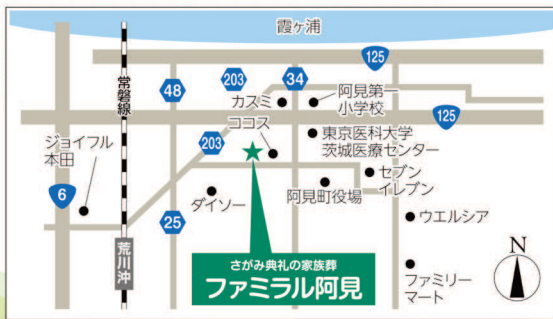 霞ヶ浦
125
常磐線
48
203
34
カスミ
阿見第一
小学校
125
ジョイフル
本田
203
ココス
東京医科大学
茨城医療センター
6
セブン
イレブン
ダイソー
阿見町役場
25
ウエルシア
荒川沖
さがみ典礼の家族葬
ファミラル阿見
ファミリー
マート
N